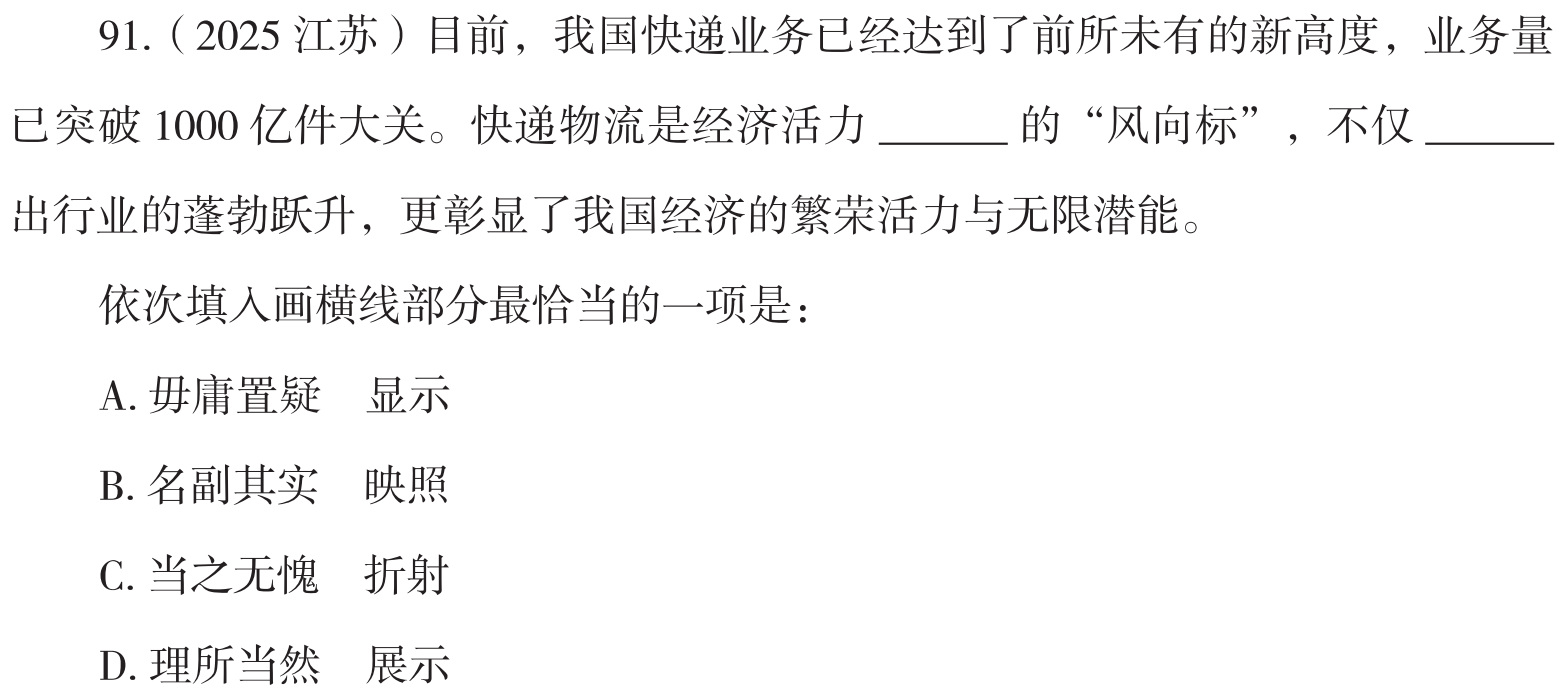 91.（2025 江苏）目前，我国快递业务已经达到了前所未有的新高度，业务量
已突破 1000 亿件大关。快递物流是经济活力 ______ 的“风向标”，不仅 ______
出行业的蓬勃跃升，更彰显了我国经济的繁荣活力与无限潜能。
依次填入画横线部分最恰当的一项是：
A. 毋庸置疑　显示
B. 名副其实　映照
C. 当之无愧　折射
D. 理所当然　展示